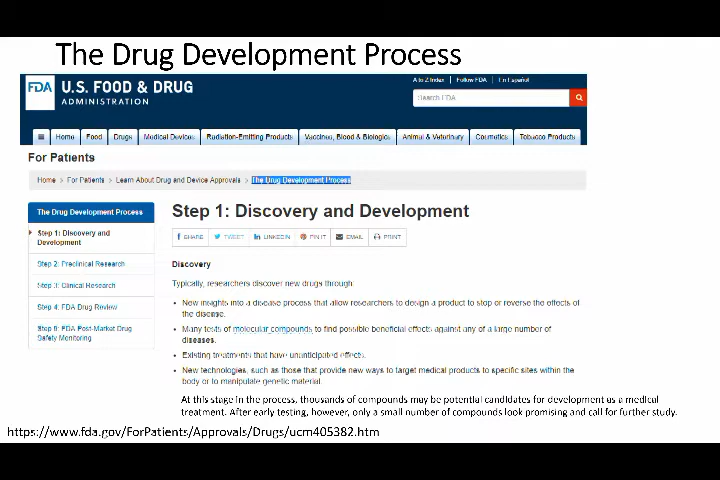 The Drug Development Process
FDA U.S. FOOD & DRUG
ADMINISTRATION
A to Z Index Follow FDA En Español
Search FDA
Home Food Drugs Medical Devices Radiation-Emitting Products Vaccines, Blood & Biologics Animal & Veterinary Cosmetics Tobacco Products
For Patients
Home > For Patients > Learn About Drug and Device Approvals > The Drug Development Process
The Drug Development Process
Step 1: Discovery and
Development
Step 2: Preclinical Research
Step 3: Clinical Research
Step 4: FDA Drug Review
Step 5: FDA Post-Market Drug
Safety Monitoring
Step 1: Discovery and Development
SHARE TWEET LINKEDIN PIN IT EMAIL PRINT
Discovery
Typically, researchers discover new drugs through:
• New insights into a disease process that allow researchers to design a product to stop or reverse the effects of
the disease.
• Many tests of molecular compounds to find possible beneficial effects against any of a large number of
diseases.
• Existing treatments that have unanticipated effects.
• New technologies, such as those that provide new ways to target medical products to specific sites within the
body or to manipulate genetic material.
At this stage in the process, thousands of compounds may be potential candidates for development as a medical
treatment. After early testing, however, only a small number of compounds look promising and call for further study.
https://www.fda.gov/ForPatients/Approvals/Drugs/ucm405382.htm